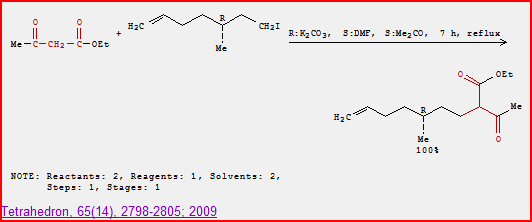 O O H₂C R CH₂I
Me C CH₂ C OEt + Me
R:K₂CO₃, S:DMF, S:Me₂CO, 7 h, reflux
O OEt
H₂C R Me
Me O
100%
NOTE: Reactants: 2, Reagents: 1, Solvents: 2,
Steps: 1, Stages: 1
Tetrahedron, 65(14), 2798-2805; 2009